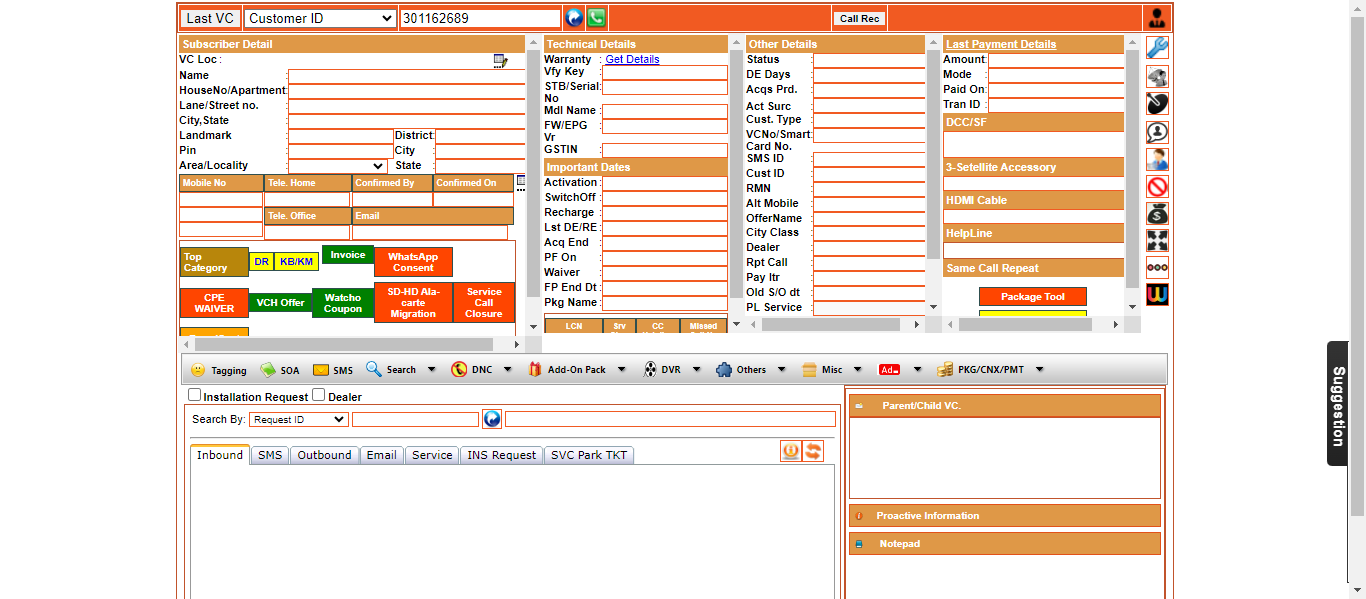 Last VC Customer ID 301162689 Call Rec
Subscriber Detail
VC Loc :
Name :
HouseNo/Apartment:
Lane/Street no. :
City,State :
Landmark : District:
Pin : City :
Area/Locality : State :
Mobile No Tele. Home Confirmed By Confirmed On
Tele. Office Email
Top Category DR KB/KM Invoice WhatsApp Consent
CPE WAIVER VCH Offer Watcho Coupon SD-HD Ala-carte Migration Service Call Closure
Technical Details
Warranty : Get Details
Vfy Key :
STB/Serial: No
Mdl Name :
FW/EPG : Vr
GSTIN :
Important Dates
Activation :
SwitchOff :
Recharge :
Lst DE/RE :
Acq End :
PF On :
Waiver :
FP End Dt :
Pkg Name :
LCN Srv CC Missed
Other Details
Status :
DE Days :
Acqs Prd. :
Act Surc :
Cust. Type :
VCNo/Smart: Card No.
SMS ID :
Cust ID :
RMN :
Alt Mobile :
OfferName :
City Class :
Dealer :
Rpt Call :
Pay Itr :
Old S/O dt :
PL Service :
Last Payment Details
Amount:
Mode :
Paid On:
Tran ID :
DCC/SF
3-Setellite Accessory
HDMI Cable
HelpLine
Same Call Repeat
Package Tool
Tagging SOA SMS Search DNC Add-On Pack DVR Others Misc Ad PKG/CNX/PMT
Installation Request Dealer
Search By: Request ID
Inbound SMS Outbound Email Service INS Request SVC Park TKT
Parent/Child VC.
Proactive Information
Notepad
Suggestion